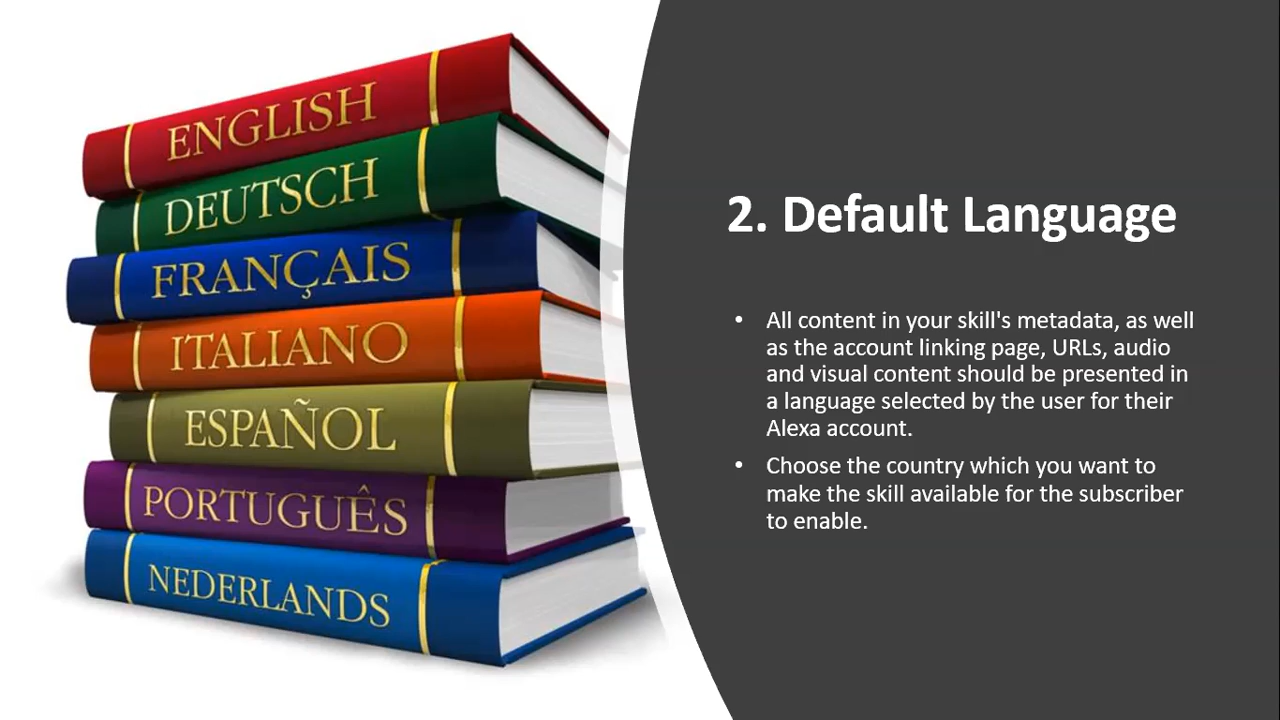 ENGLISH
DEUTSCH
FRANÇAIS
ITALIANO
ESPAÑOL
PORTUGUÊS
NEDERLANDS
2. Default Language
• All content in your skill's metadata, as well
as the account linking page, URLs, audio
and visual content should be presented in
a language selected by the user for their
Alexa account.
• Choose the country which you want to
make the skill available for the subscriber
to enable.